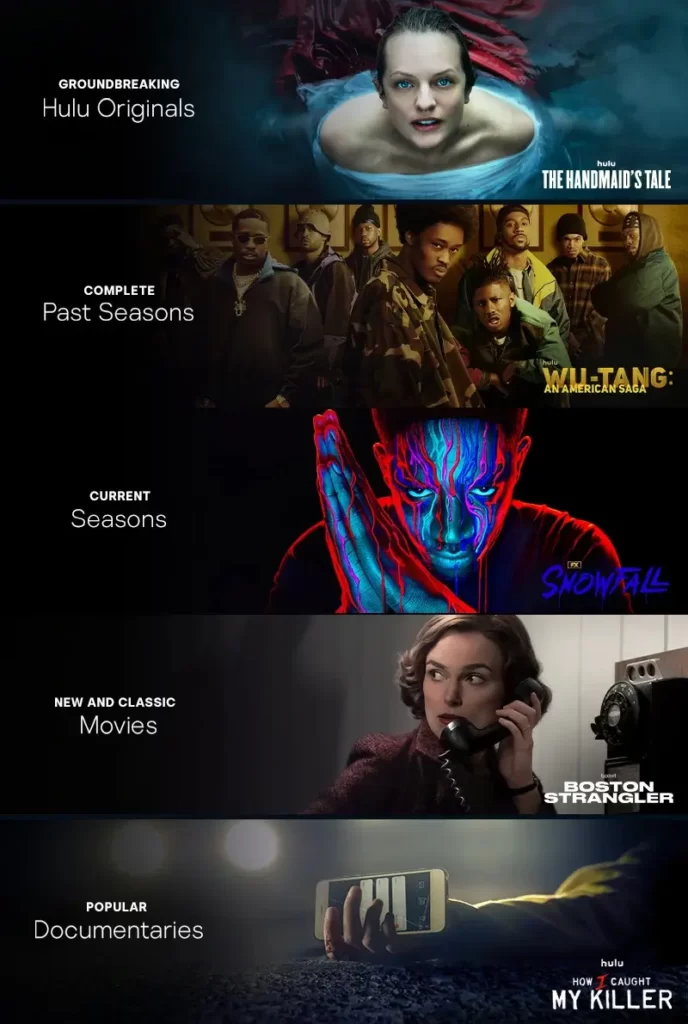 GROUNDBREAKING
Hulu Originals
hulu
THE HANDMAID'S TALE
COMPLETE
Past Seasons
hulu
WU-TANG:
AN AMERICAN SAGA
CURRENT
Seasons
FX
SNOWFALL
NEW AND CLASSIC
Movies
BOSTON
STRANGLER
POPULAR
Documentaries
hulu
HOW I CAUGHT
MY KILLER